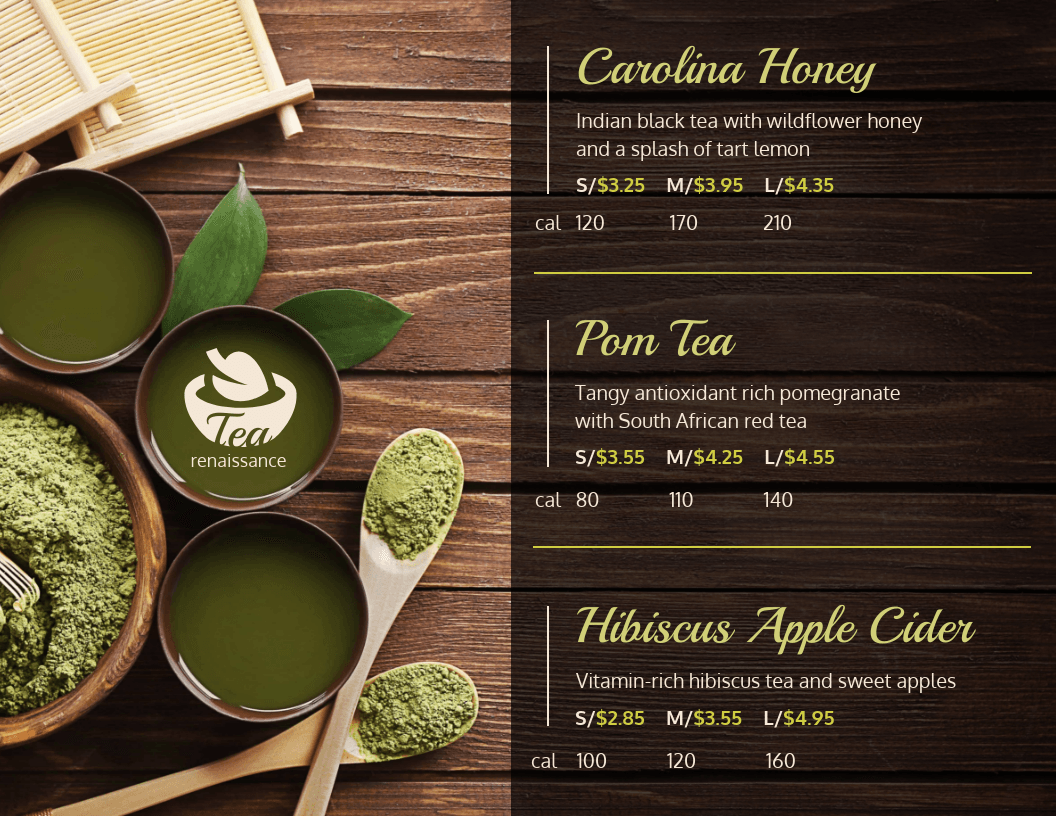 Tea
renaissance
Carolina Honey
Indian black tea with wildflower honey
and a splash of tart lemon
S/$3.25 M/$3.95 L/$4.35
cal 120 170 210
Pom Tea
Tangy antioxidant rich pomegranate
with South African red tea
S/$3.55 M/$4.25 L/$4.55
cal 80 110 140
Hibiscus Apple Cider
Vitamin-rich hibiscus tea and sweet apples
S/$2.85 M/$3.55 L/$4.95
cal 100 120 160